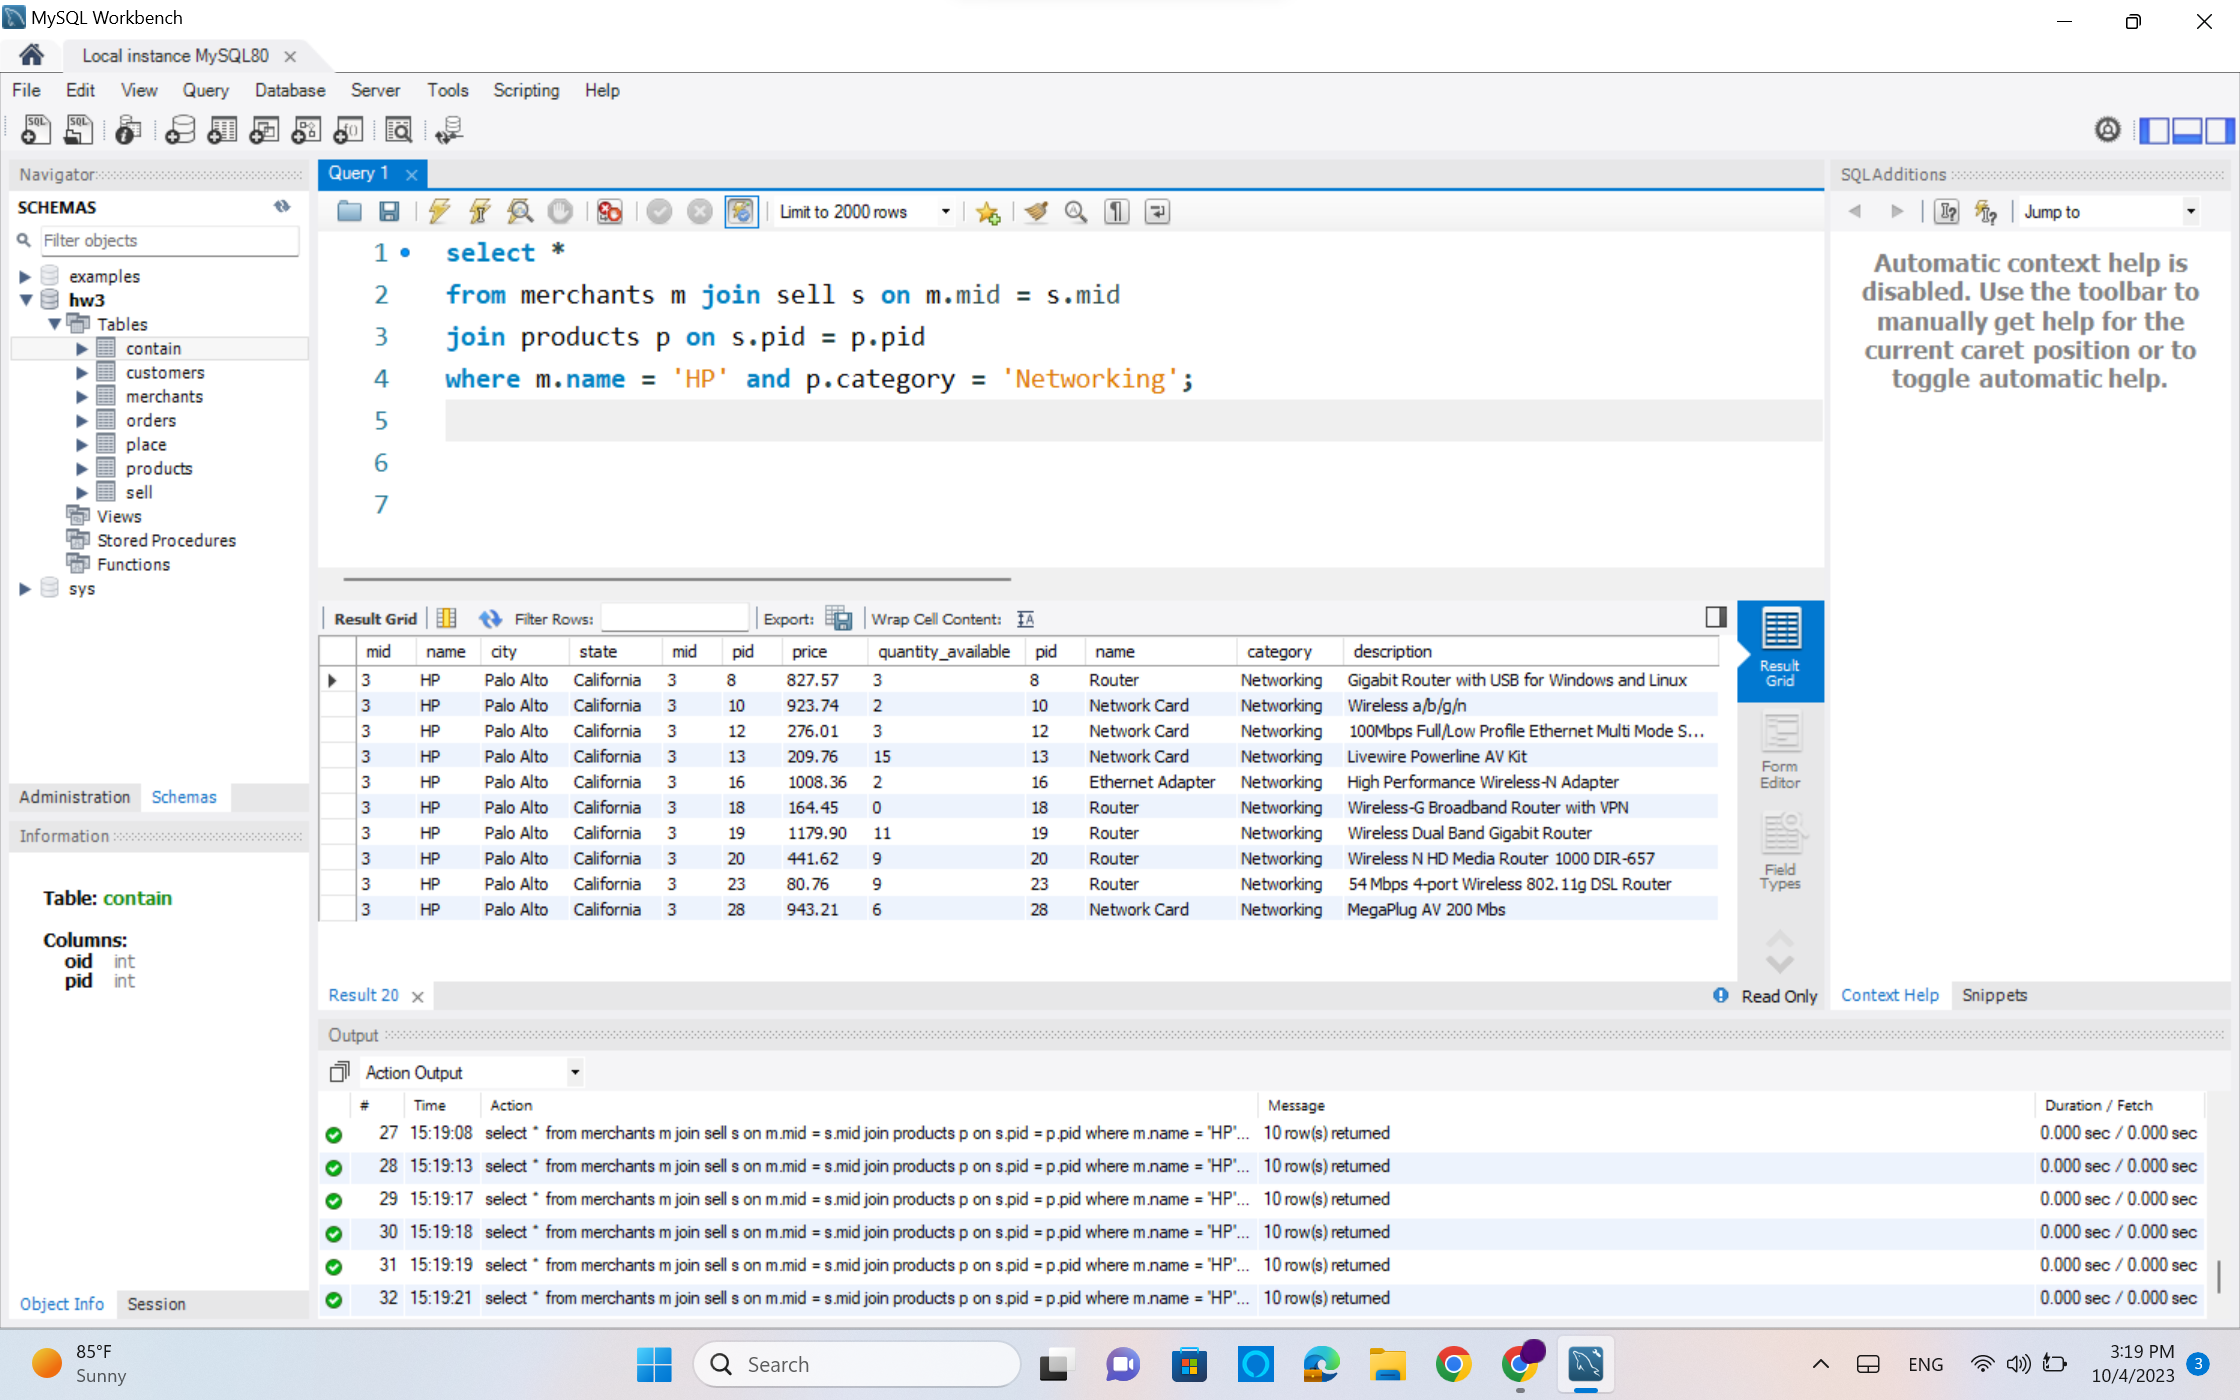 MySQL Workbench
Local instance MySQL80
File Edit View Query Database Server Tools Scripting Help
Navigator
SCHEMAS
Filter objects
examples
hw3
Tables
contain
customers
merchants
orders
place
products
sell
Views
Stored Procedures
Functions
sys
Administration Schemas
Information
Table: contain
Columns:
oid int
pid int
Object Info Session
Query 1
Limit to 2000 rows
1 select *
2 from merchants m join sell s on m.mid = s.mid
3 join products p on s.pid = p.pid
4 where m.name = 'HP' and p.category = 'Networking';
5
6
7
Result Grid Filter Rows: Export: Wrap Cell Content:
mid name city state mid pid price quantity_available pid name category description
3 HP Palo Alto California 3 8 827.57 3 8 Router Networking Gigabit Router with USB for Windows and Linux
3 HP Palo Alto California 3 10 923.74 2 10 Network Card Networking Wireless a/b/g/n
3 HP Palo Alto California 3 12 276.01 3 12 Network Card Networking 100Mbps Full/Low Profile Ethernet Multi Mode S...
3 HP Palo Alto California 3 13 209.76 15 13 Network Card Networking Livewire Powerline AV Kit
3 HP Palo Alto California 3 16 1008.36 2 16 Ethernet Adapter Networking High Performance Wireless-N Adapter
3 HP Palo Alto California 3 18 164.45 0 18 Router Networking Wireless-G Broadband Router with VPN
3 HP Palo Alto California 3 19 1179.90 11 19 Router Networking Wireless Dual Band Gigabit Router
3 HP Palo Alto California 3 20 441.62 9 20 Router Networking Wireless N HD Media Router 1000 DIR-657
3 HP Palo Alto California 3 23 80.76 9 23 Router Networking 54 Mbps 4-port Wireless 802.11g DSL Router
3 HP Palo Alto California 3 28 943.21 6 28 Network Card Networking MegaPlug AV 200 Mbs
Result
Grid
Form
Editor
Field
Types
Result 20
Read Only
SQLAdditions
Jump to
Automatic context help is
disabled. Use the toolbar to
manually get help for the
current caret position or to
toggle automatic help.
Context Help Snippets
Output
Action Output
# Time Action Message Duration / Fetch
27 15:19:08 select * from merchants m join sell s on m.mid = s.mid join products p on s.pid = p.pid where m.name = 'HP'... 10 row(s) returned 0.000 sec / 0.000 sec
28 15:19:13 select * from merchants m join sell s on m.mid = s.mid join products p on s.pid = p.pid where m.name = 'HP'... 10 row(s) returned 0.000 sec / 0.000 sec
29 15:19:17 select * from merchants m join sell s on m.mid = s.mid join products p on s.pid = p.pid where m.name = 'HP'... 10 row(s) returned 0.000 sec / 0.000 sec
30 15:19:18 select * from merchants m join sell s on m.mid = s.mid join products p on s.pid = p.pid where m.name = 'HP'... 10 row(s) returned 0.000 sec / 0.000 sec
31 15:19:19 select * from merchants m join sell s on m.mid = s.mid join products p on s.pid = p.pid where m.name = 'HP'... 10 row(s) returned 0.000 sec / 0.000 sec
32 15:19:21 select * from merchants m join sell s on m.mid = s.mid join products p on s.pid = p.pid where m.name = 'HP'... 10 row(s) returned 0.000 sec / 0.000 sec
85°F
Sunny
Search
ENG
3:19 PM
10/4/2023
3